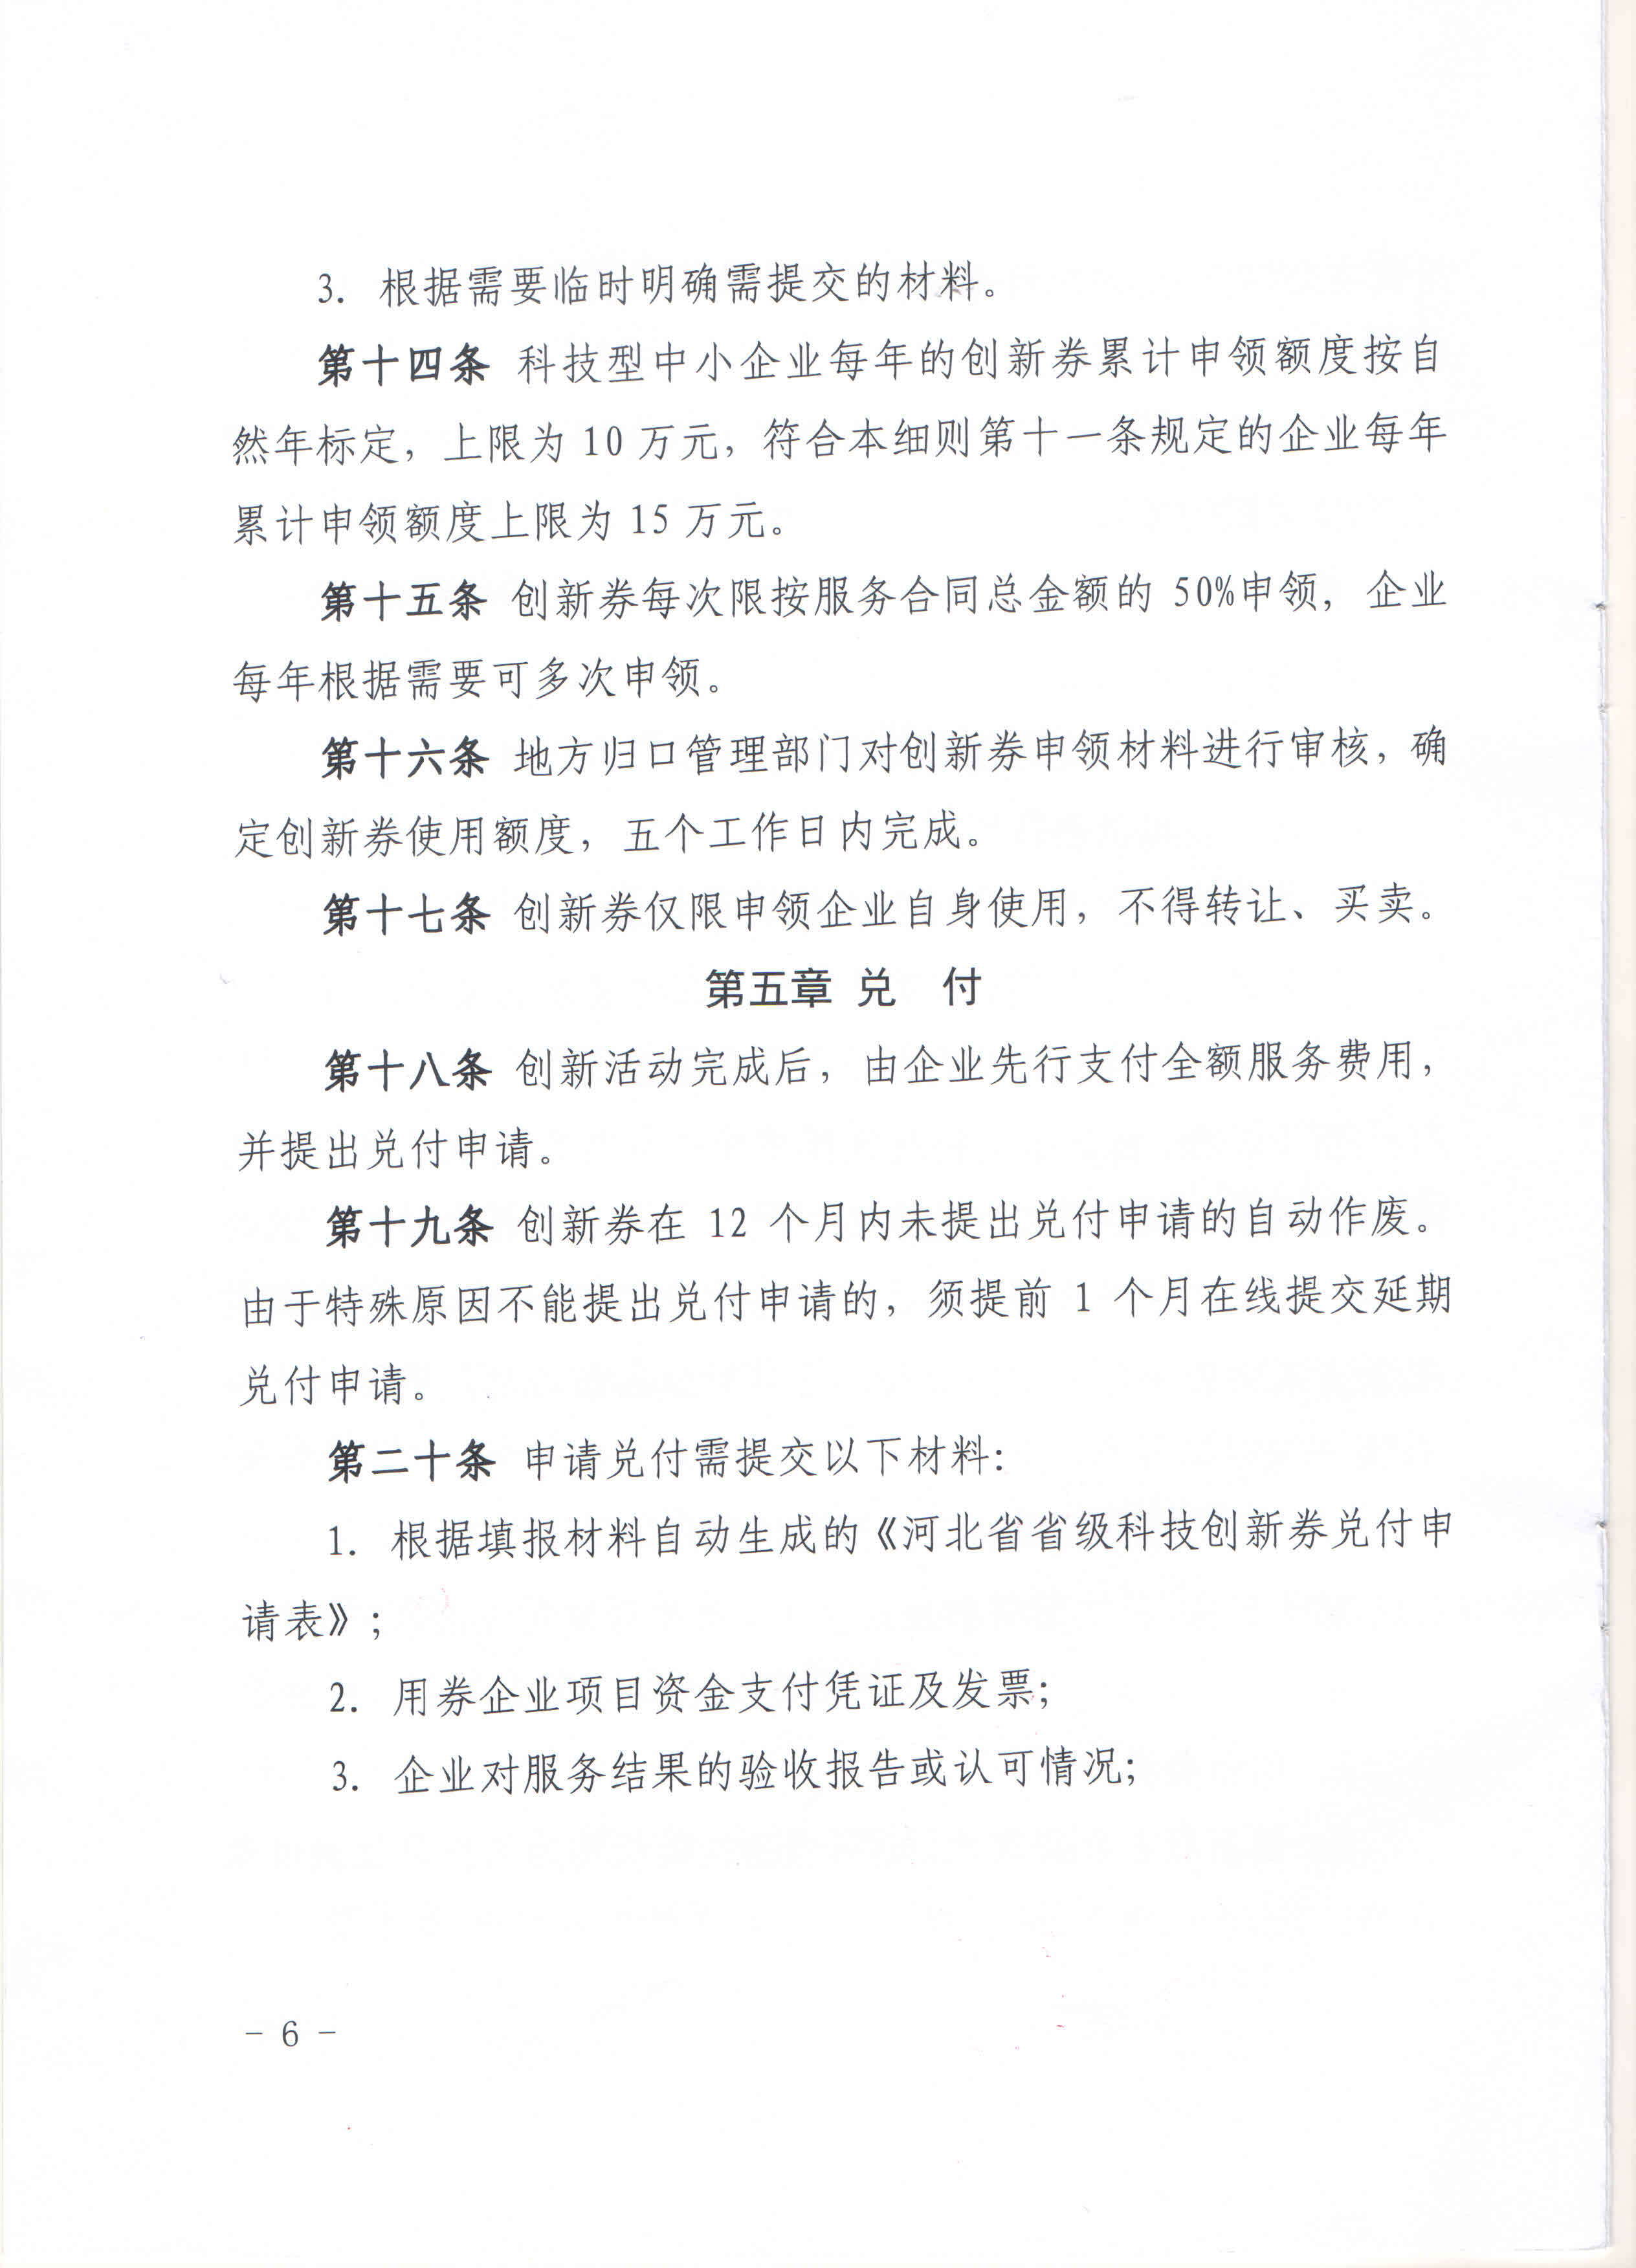 3. 根据需要临时明确需提交的材料。
第十四条 科技型中小企业每年的创新券累计申领额度按自
然年标定，上限为 10 万元，符合本细则第十一条规定的企业每年
累计申领额度上限为 15 万元。
第十五条 创新券每次限按服务合同总金额的 50%申领，企业
每年根据需要可多次申领。
第十六条 地方归口管理部门对创新券申领材料进行审核，确
定创新券使用额度，五个工作日内完成。
第十七条 创新券仅限申领企业自身使用，不得转让、买卖。
第五章 兑 付
第十八条 创新活动完成后，由企业先行支付全额服务费用，
并提出兑付申请。
第十九条 创新券在 12 个月内未提出兑付申请的自动作废。
由于特殊原因不能提出兑付申请的，须提前 1 个月在线提交延期
兑付申请。
第二十条 申请兑付需提交以下材料：
1. 根据填报材料自动生成的《河北省省级科技创新券兑付申
请表》；
2. 用券企业项目资金支付凭证及发票；
3. 企业对服务结果的验收报告或认可情况；
－ 6 －